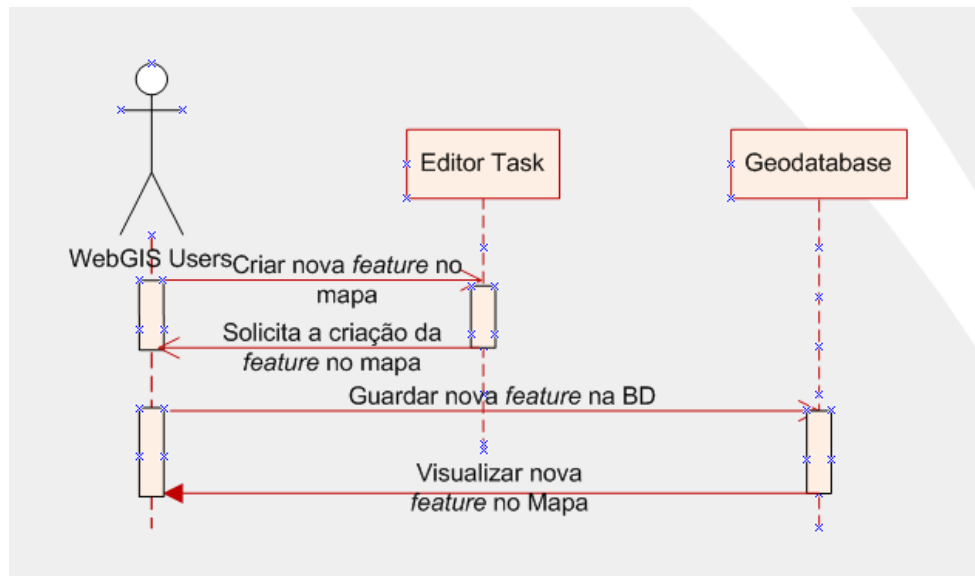 Editor Task
Geodatabase
WebGIS Users
Criar nova feature no
mapa
Solicita a criação da
feature no mapa
Guardar nova feature na BD
Visualizar nova
feature no Mapa